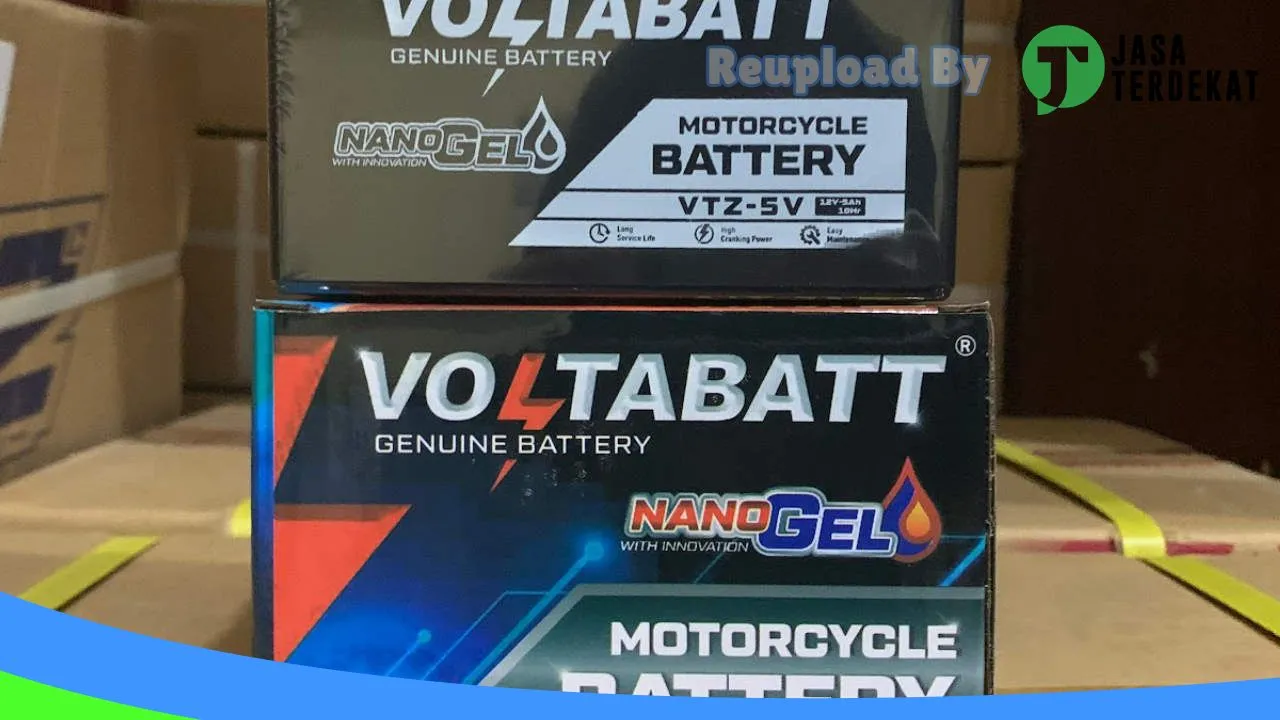 VOLTABATT
GENUINE BATTERY
Reupload By
JASA
TERDEKAT
NANOGEL
WITH INNOVATION
MOTORCYCLE
BATTERY
VTZ-5V
12V-5AH
10Hr
Long
Service Life
High
Cranking Power
Easy
Maintenance
VOLTABATT®
GENUINE BATTERY
NANOGEL
WITH INNOVATION
MOTORCYCLE
BATTERY